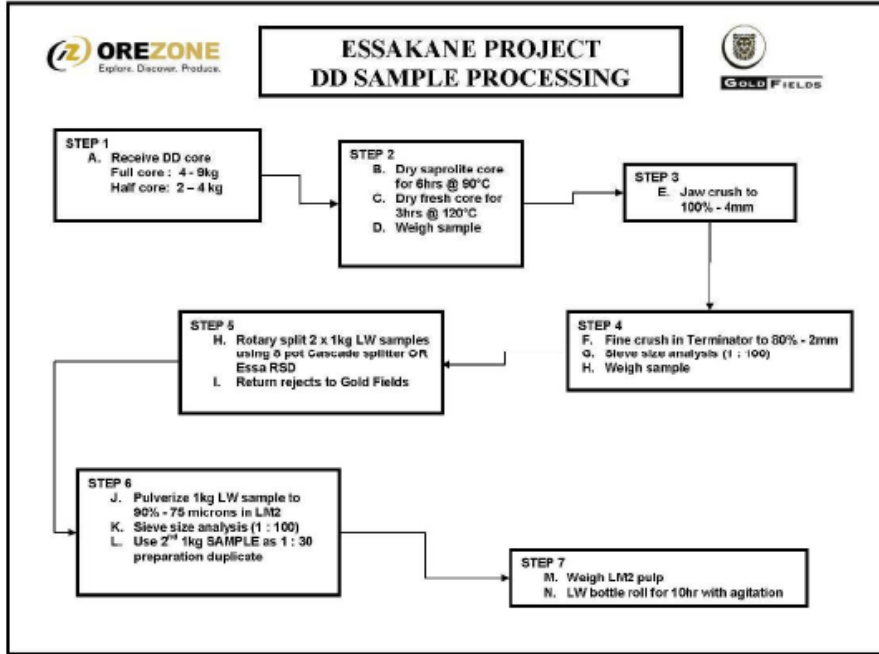 OREZONE
Explore. Discover. Produce.
ESSAKANE PROJECT
DD SAMPLE PROCESSING
GOLD FIELDS
STEP 1
A. Receive DD core
Full core : 4 - 9kg
Half core: 2 – 4 kg
STEP 2
B. Dry saprolite core
for 6hrs @ 90°C
C. Dry fresh core for
3hrs @ 120°C
D. Weigh sample
STEP 3
E. Jaw crush to
100% - 4mm
STEP 4
F. Fine crush in Terminator to 80% - 2mm
G. Sieve size analysis (1 : 100)
H. Weigh sample
STEP 5
H. Rotary split 2 x 1kg LW samples
using 8 pot Cascade splitter OR
Essa RSD
I. Return rejects to Gold Fields
STEP 6
J. Pulverize 1kg LW sample to
90% - 75 microns in LM2
K. Sieve size analysis (1 : 100)
L. Use 2nd 1kg SAMPLE as 1 : 30
preparation duplicate
STEP 7
M. Weigh LM2 pulp
N. LW bottle roll for 10hr with agitation